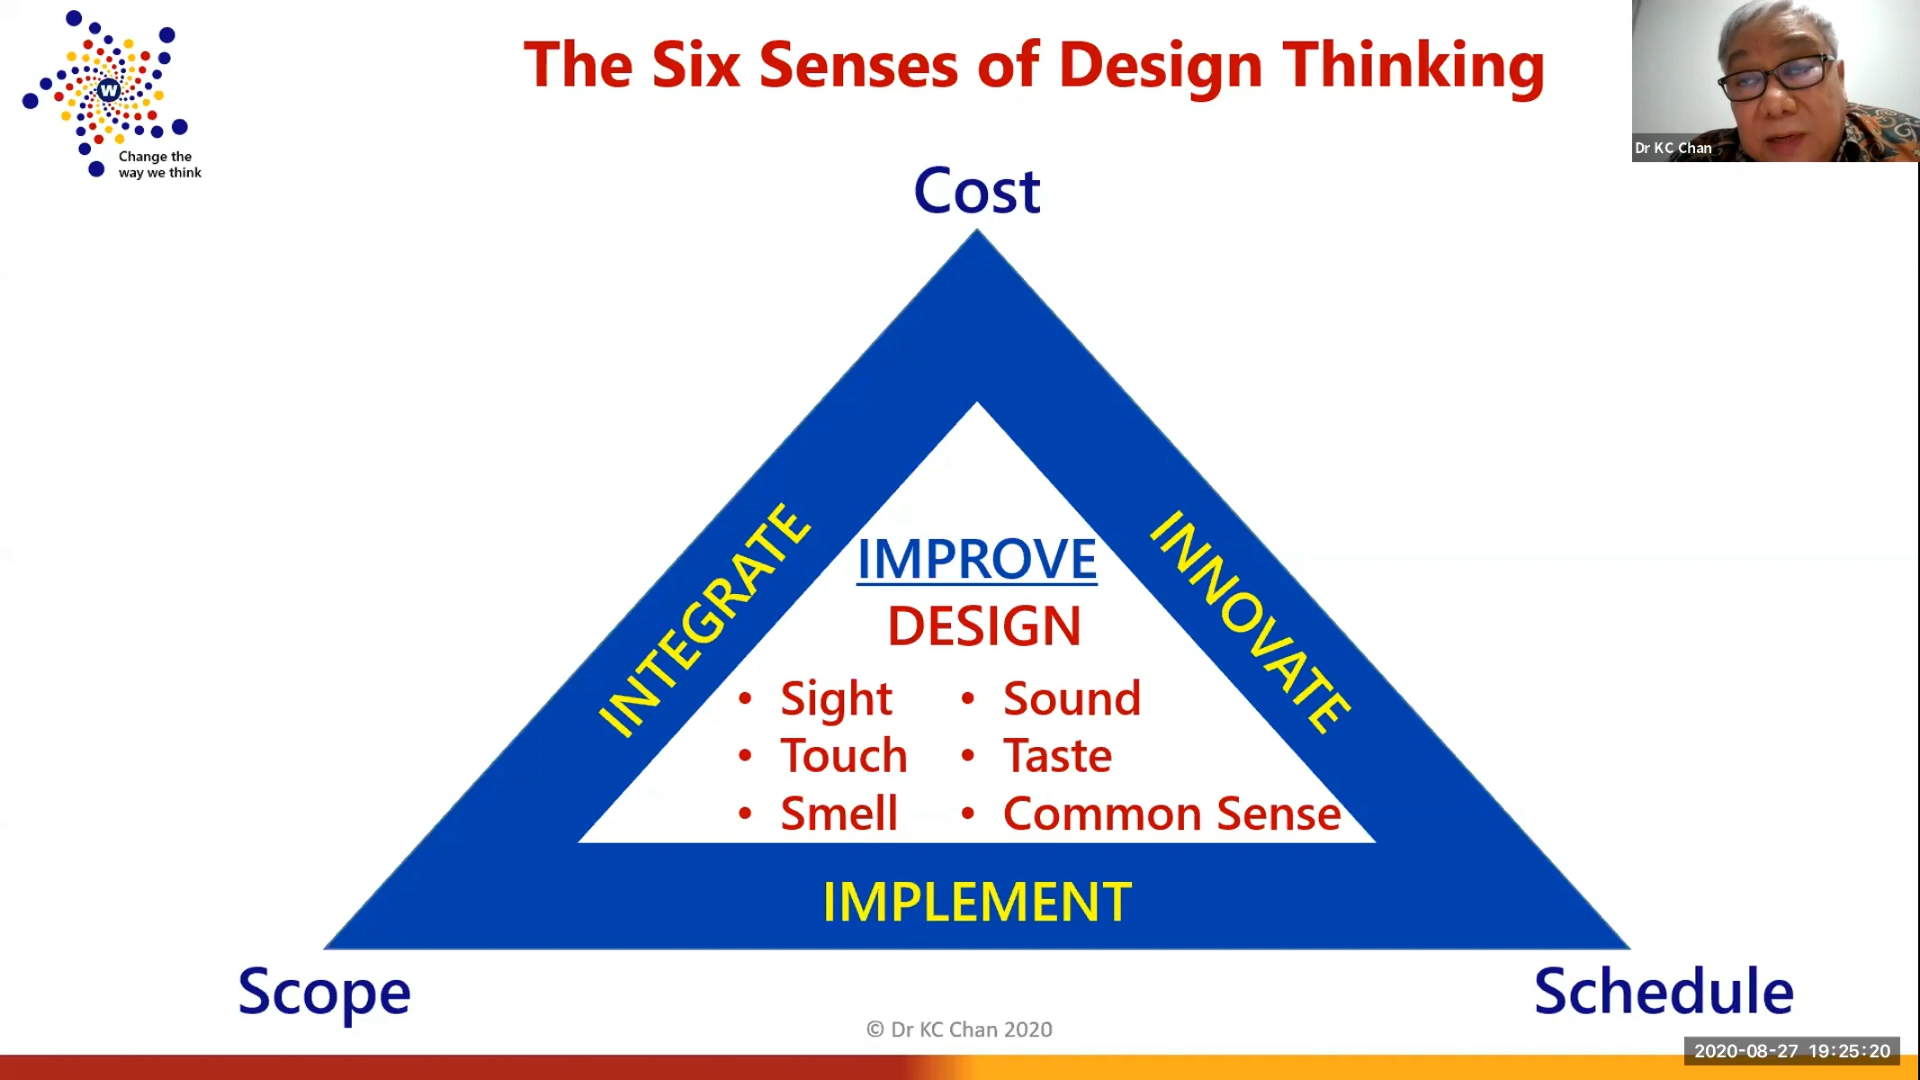 The Six Senses of Design Thinking
W
Change the
way we think
Dr KC Chan
Cost
INTEGRATE
INNOVATE
IMPROVE
DESIGN
• Sight
• Touch
• Smell
• Sound
• Taste
• Common Sense
IMPLEMENT
Scope
Schedule
© Dr KC Chan 2020
2020-08-27 19:25:20